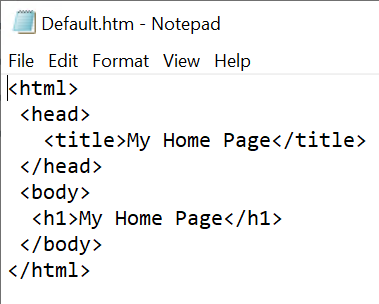 Default.htm - Notepad
File Edit Format View Help
<html>
 <head>
   <title>My Home Page</title>
 </head>
 <body>
  <h1>My Home Page</h1>
 </body>
</html>